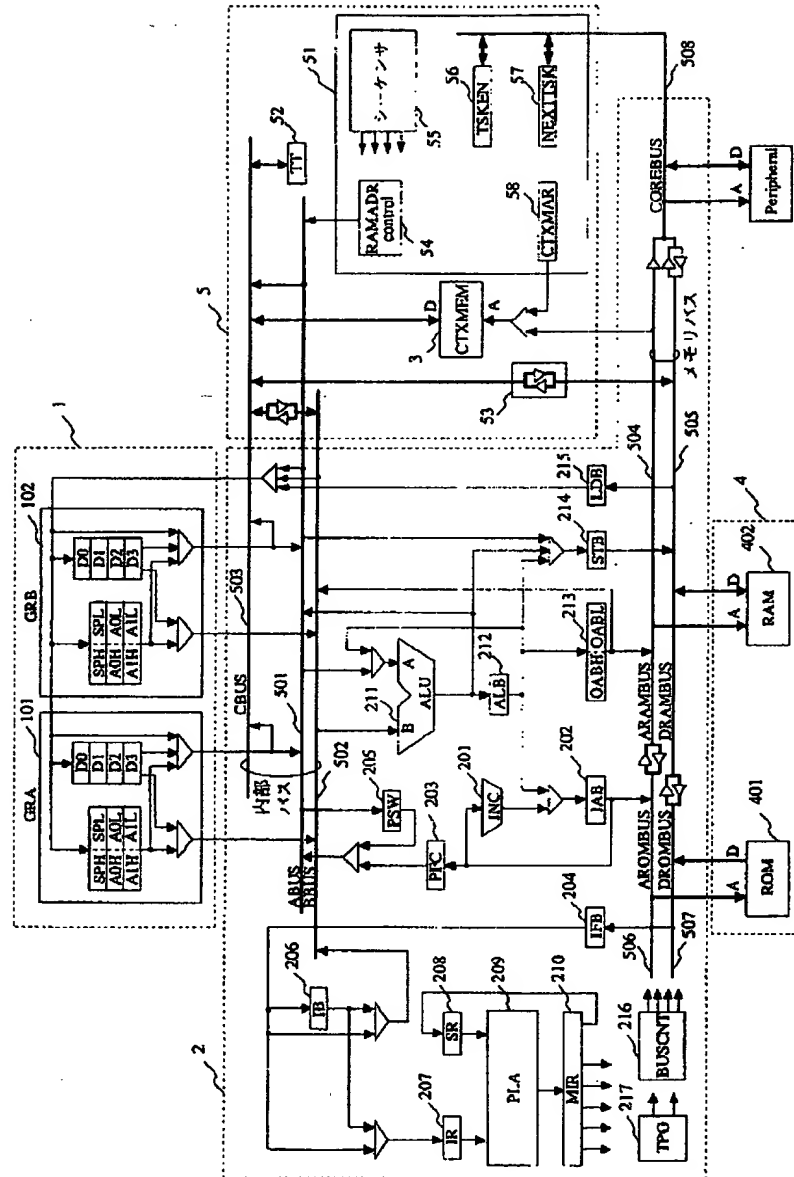 1
GRA
101
SPH SPL
A0H A0L
A1H A1L
D0
D1
D2
D3
GRB
102
SPH SPL
A0H A0L
A1H A1L
D0
D1
D2
D3
5
CBUS
503
内部
バス
501
ABUS
BBUS
502
TT
52
51
シーケンサ
55
RAMADR
control
54
TSKEN
56
NEXTTSK
57
CTXMAR
58
CTXMEM
D
A
3
53
508
2
206
IB
207
IR
208
SR
209
PLA
210
MIR
217
TPG
216
BUSCNT
204
IFB
203
PFC
205
PSW
201
INC
202
IAB
211
B
A
ALU
212
ALB
213
OABH OABL
214
STB
215
LDB
504
505
メモリバス
COREBUS
AROMBUS
DROMBUS
ARAMBUS
DRAMBUS
506
507
A
D
ROM
401
A
D
RAM
402
4
A
D
Peripheral